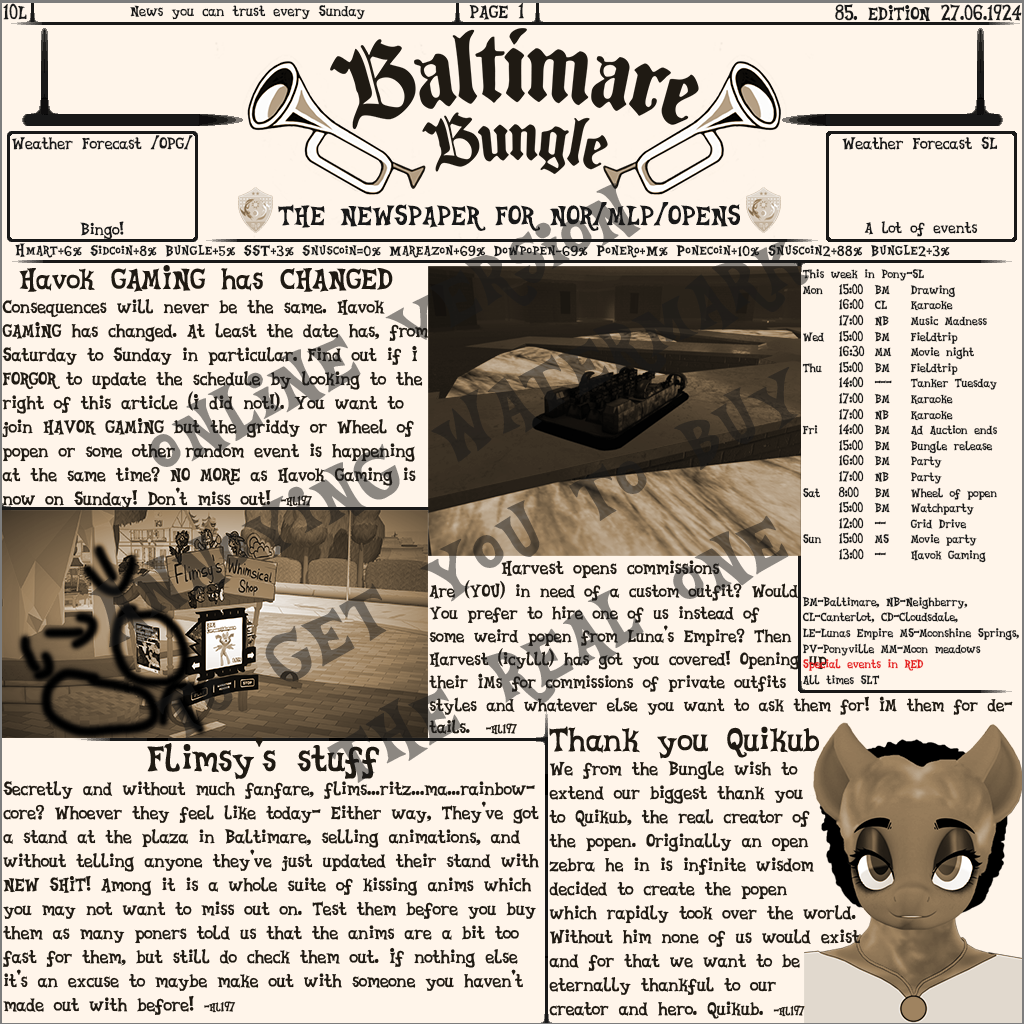 10L
News you can trust every Sunday
PAGE 1
85. EDITION 27.06.1924
Baltimare
Bungle
Weather Forecast /OPG/
Bingo!
Weather Forecast SL
A Lot of events
THE NEWSPAPER FOR NOR/MLP/OPENS
HMART+6% SIDCOIN+8% BUNGLE+5% SST+3% SNUSCOIN=0% MAREAZON+69% DOWPOPEN-69% PONERO+M% PONECOIN+10% SNUSCOIN2+88% BUNGLE2+3%
Havok GAMING has CHANGED
Consequences will never be the same. Havok
GAMING has changed. At least the date has, from
Saturday to Sunday in particular. Find out if i
FORGOR to update the schedule by looking to the
right of this article (i did not!). You want to
join HAVOK GAMING but the griddy or Wheel of
popen or some other random event is happening
at the same time? NO MORE as Havok Gaming is
now on Sunday! Don't miss out! -HL197
Flimsy's Whimsical
Shop
Harvest opens commissions
Are (YOU) in need of a custom outfit? Would
You prefer to hire one of us instead of
some weird popen from Luna's Empire? Then
Harvest (icylll) has got you covered! Opening UP
their IMs for commissions of private outfits
styles and whatever else you want to ask them for! IM them for de-
tails. -HL197
This week in Pony-SL
Mon 15:00 BM Drawing
16:00 CL Karaoke
17:00 NB Music Madness
Wed 15:00 BM Fieldtrip
16:30 MM Movie night
Thu 15:00 BM Fieldtrip
14:00 --- Tanker Tuesday
17:00 BM Karaoke
17:00 NB Karaoke
Fri 14:00 BM Ad Auction ends
15:00 BM Bungle release
16:00 BM Party
17:00 NB Party
Sat 8:00 BM Wheel of popen
15:00 BM Watchparty
12:00 -- Grid Drive
Sun 15:00 MS Movie party
13:00 -- Havok Gaming
BM-Baltimare, NB-Neighberry,
CL-Canterlot, CD-Cloudsdale,
LE-Lunas Empire MS-Moonshine Springs,
PV-Ponyville MM-Moon meadows
Special events in RED
All times SLT
Flimsy's stuff
Secretly and without much fanfare, flims...ritz...ma...rainbow-
core? Whoever they feel like today- Either way, They've got
a stand at the plaza in Baltimare, selling animations, and
without telling anyone they've just updated their stand with
NEW SHIT! Among it is a whole suite of kissing anims which
you may not want to miss out on. Test them before you buy
them as many poners told us that the anims are a bit too
fast for them, but still do check them out. if nothing else
it's an excuse to maybe make out with someone you haven't
made out with before! -HL197
Thank you Quikub
We from the Bungle wish to
extend our biggest thank you
to Quikub, the real creator of
the popen. Originally an open
zebra he in is infinite wisdom
decided to create the popen
which rapidly took over the world.
Without him none of us would exist
and for that we want to be
eternally thankful to our
creator and hero. Quikub. -HL197
ONLINE VERSION
ANNOYING WATERMARK
TO GET YOU TO BUY
THE REAL ONE